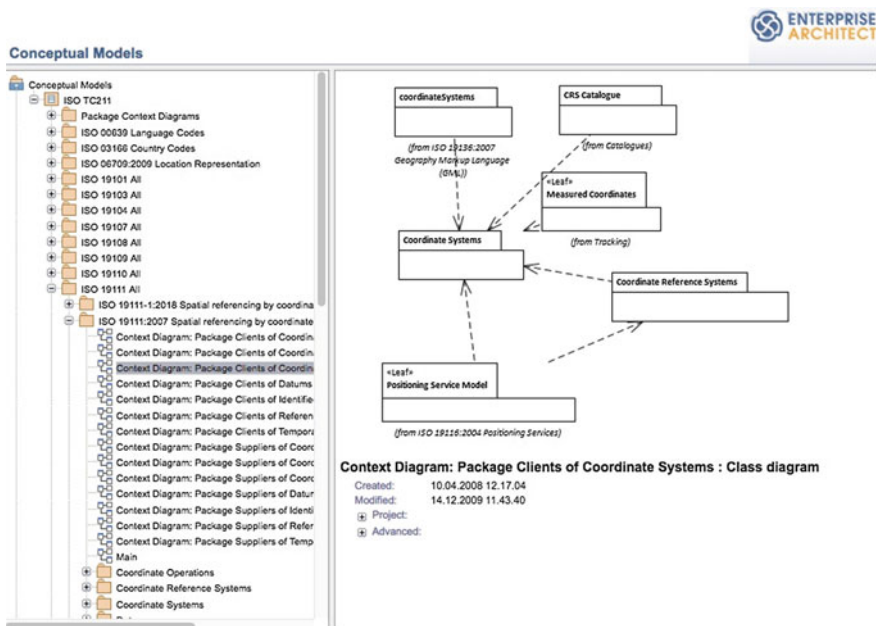 ENTERPRISE
ARCHITECT
Conceptual Models
Conceptual Models
ISO TC211
Package Context Diagrams
ISO 00639 Language Codes
ISO 03166 Country Codes
ISO 06709:2009 Location Representation
ISO 19101 All
ISO 19103 All
ISO 19104 All
ISO 19107 All
ISO 19108 All
ISO 19109 All
ISO 19110 All
ISO 19111 All
ISO 19111-1:2018 Spatial referencing by coordina
ISO 19111:2007 Spatial referencing by coordinate
Context Diagram: Package Clients of Coordin
Context Diagram: Package Clients of Coordin
Context Diagram: Package Clients of Coordin
Context Diagram: Package Clients of Datums
Context Diagram: Package Clients of Identifie
Context Diagram: Package Clients of Referen
Context Diagram: Package Clients of Tempora
Context Diagram: Package Suppliers of Coord
Context Diagram: Package Suppliers of Coord
Context Diagram: Package Suppliers of Coord
Context Diagram: Package Suppliers of Datur
Context Diagram: Package Suppliers of Identi
Context Diagram: Package Suppliers of Refer
Context Diagram: Package Suppliers of Temp
Main
Coordinate Operations
Coordinate Reference Systems
Coordinate Systems
coordinateSystems
(from ISO 19136:2007
Geography Markup Language
(GML))
CRS Catalogue
(from Catalogues)
«Leaf»
Measured Coordinates
(from Tracking)
Coordinate Systems
Coordinate Reference Systems
«Leaf»
Positioning Service Model
(from ISO 19116:2004 Positioning Services)
Context Diagram: Package Clients of Coordinate Systems : Class diagram
Created: 10.04.2008 12.17.04
Modified: 14.12.2009 11.43.40
Project:
Advanced: